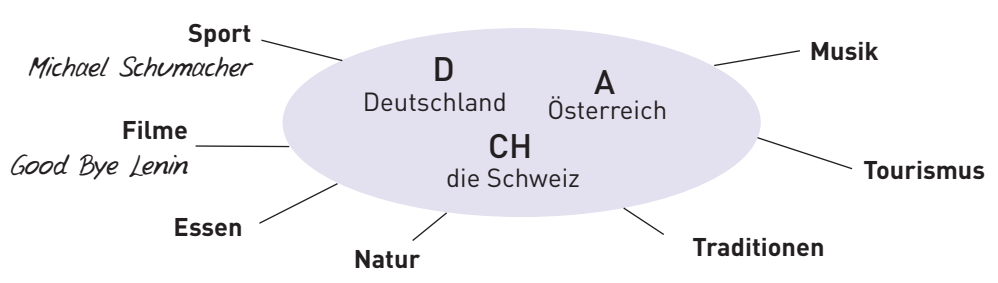 Sport
Michael Schumacher
Filme
Good Bye Lenin
Essen
Natur
D
Deutschland
A
Österreich
CH
die Schweiz
Musik
Tourismus
Traditionen